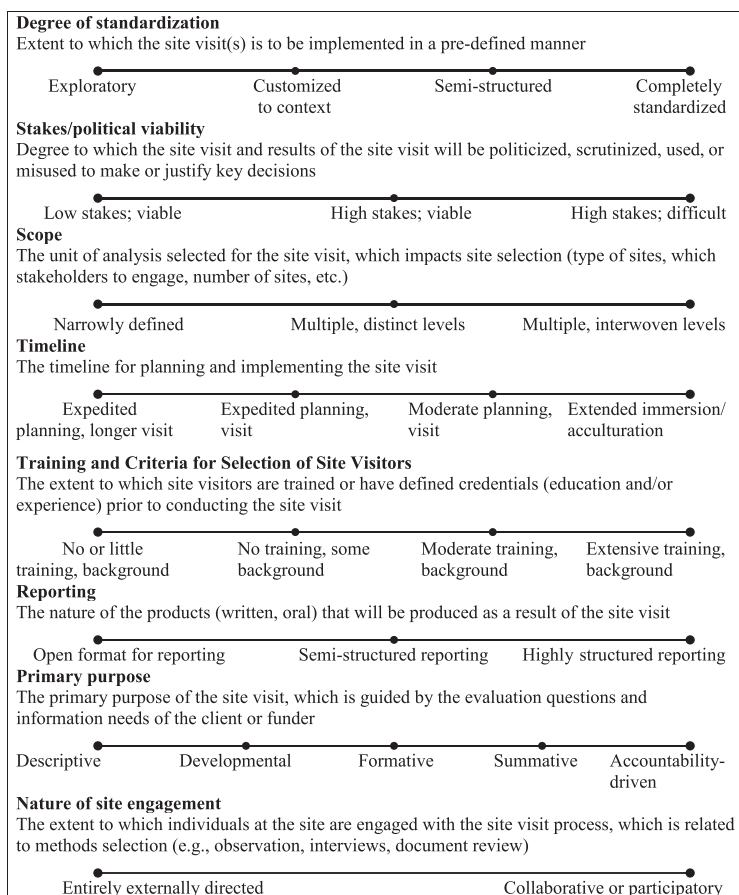 Degree of standardization
Extent to which the site visit(s) is to be implemented in a pre-defined manner
Exploratory Customized Semi-structured Completely
to context standardized
Stakes/political viability
Degree to which the site visit and results of the site visit will be politicized, scrutinized, used, or
misused to make or justify key decisions
Low stakes; viable High stakes; viable High stakes; difficult
Scope
The unit of analysis selected for the site visit, which impacts site selection (type of sites, which
stakeholders to engage, number of sites, etc.)
Narrowly defined Multiple, distinct levels Multiple, interwoven levels
Timeline
The timeline for planning and implementing the site visit
Expedited Expedited planning, Moderate planning, Extended immersion/
planning, longer visit visit visit acculturation
Training and Criteria for Selection of Site Visitors
The extent to which site visitors are trained or have defined credentials (education and/or
experience) prior to conducting the site visit
No or little No training, some Moderate training, Extensive training,
training, background background background background
Reporting
The nature of the products (written, oral) that will be produced as a result of the site visit
Open format for reporting Semi-structured reporting Highly structured reporting
Primary purpose
The primary purpose of the site visit, which is guided by the evaluation questions and
information needs of the client or funder
Descriptive Developmental Formative Summative Accountability-
driven
Nature of site engagement
The extent to which individuals at the site are engaged with the site visit process, which is related
to methods selection (e.g., observation, interviews, document review)
Entirely externally directed Collaborative or participatory